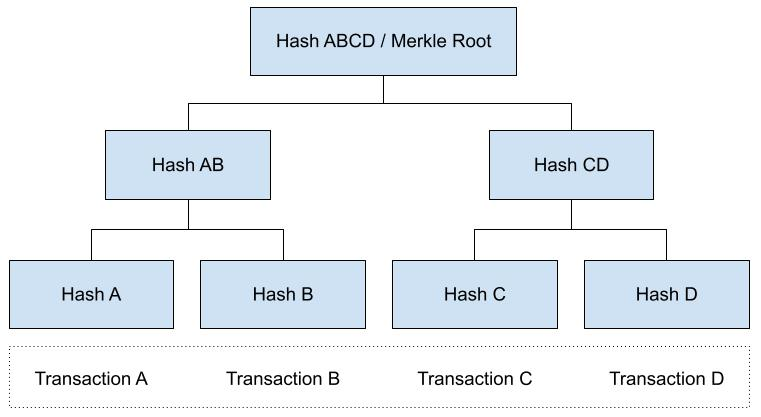 Hash ABCD / Merkle Root
Hash AB
Hash CD
Hash A
Hash B
Hash C
Hash D
Transaction A
Transaction B
Transaction C
Transaction D